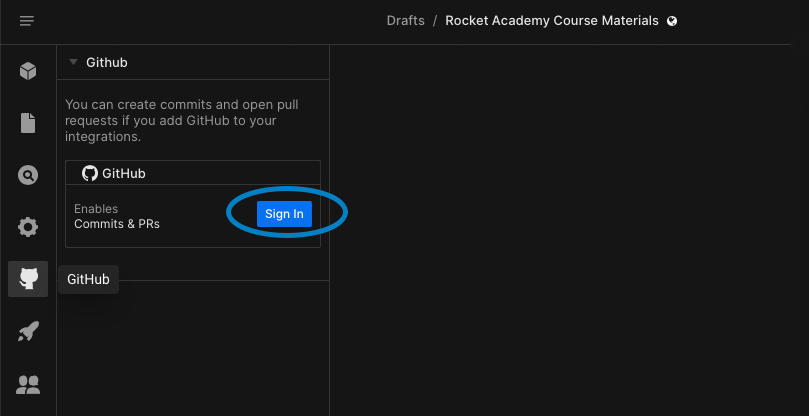 Drafts / Rocket Academy Course Materials
Github
You can create commits and open pull
requests if you add GitHub to your
integrations.
GitHub
Enables
Commits & PRs
Sign In
GitHub